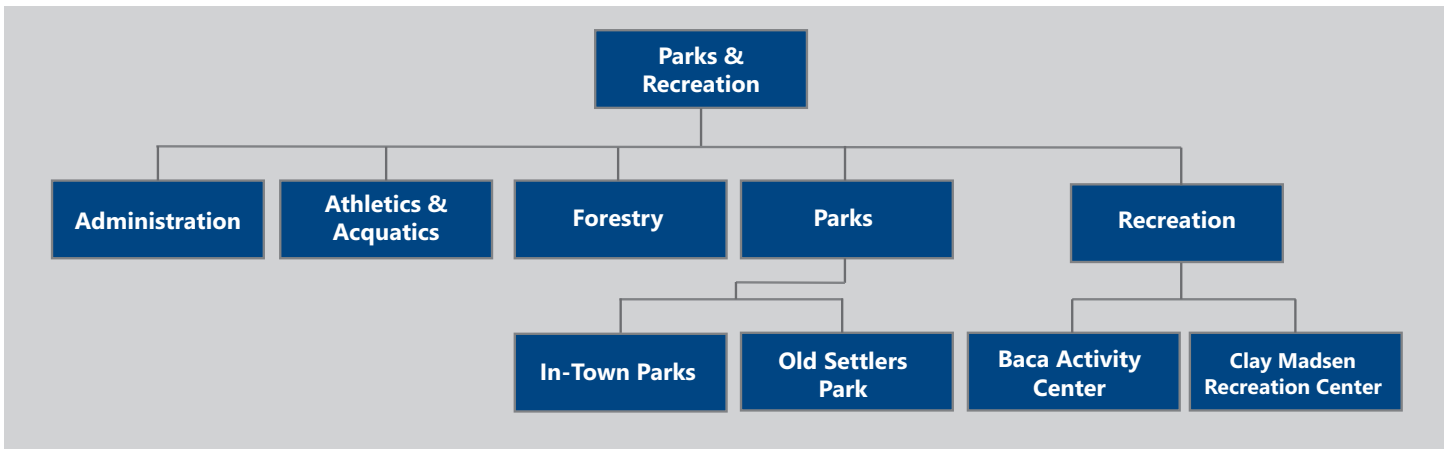 Parks &
Recreation
Administration
Athletics &
Acquatics
Forestry
Parks
Recreation
In-Town Parks
Old Settlers
Park
Baca Activity
Center
Clay Madsen
Recreation Center